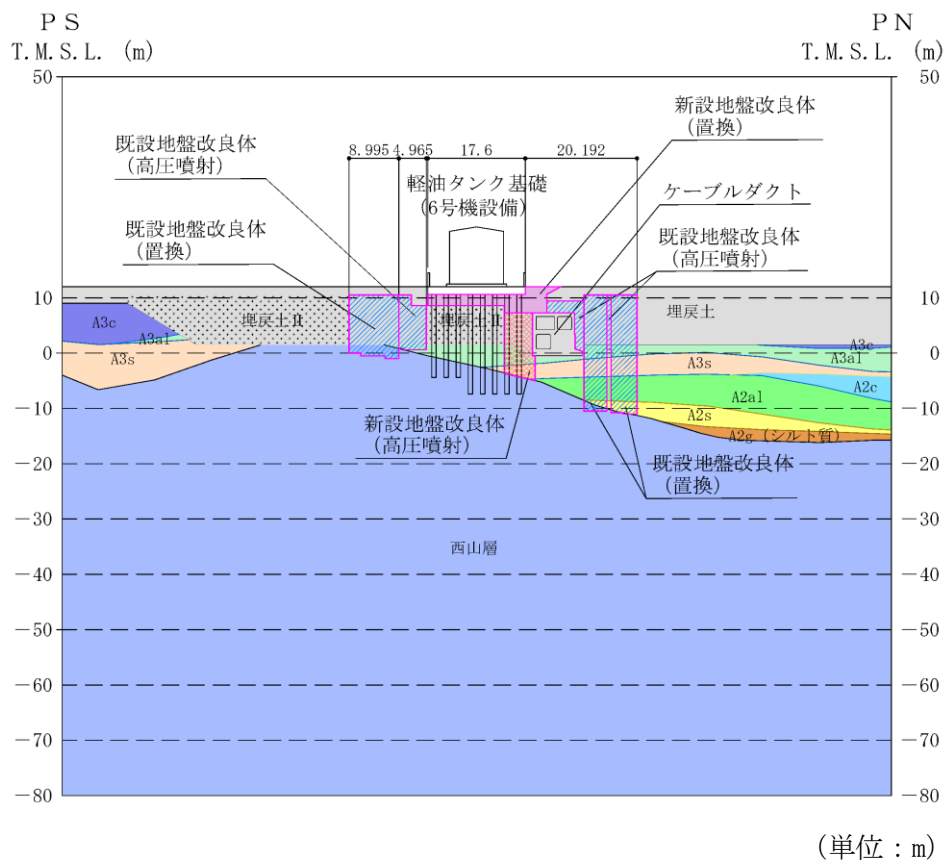 PS
PN
T.M.S.L. (m)
T.M.S.L. (m)
50
50
新設地盤改良体
(置換)
既設地盤改良体
(高圧噴射)
8.995
4.965
17.6
20.192
軽油タンク基礎
(6号機設備)
ケーブルダクト
既設地盤改良体
(置換)
既設地盤改良体
(高圧噴射)
10
10
A3c
埋戻土Ⅱ
埋戻土Ⅱ
埋戻土
A3al
A3c
0
0
A3s
A3s
A3al
A2c
A2al
-10
-10
A2s
新設地盤改良体
(高圧噴射)
A2g (シルト質)
既設地盤改良体
(置換)
-20
-20
-30
-30
西山層
-40
-40
-50
-50
-60
-60
-70
-70
-80
-80
(単位：m)